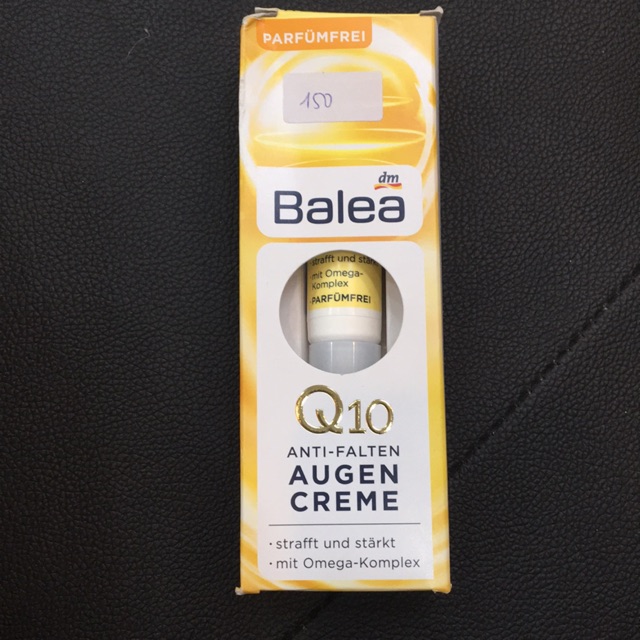 PARFÜMFREI
150
dm
Balea
strafft und stär
mit Omega-
Komplex
PARFÜMFREI
Q10
ANTI-FALTEN
AUGEN
CREME
· strafft und stärkt
· mit Omega-Komplex